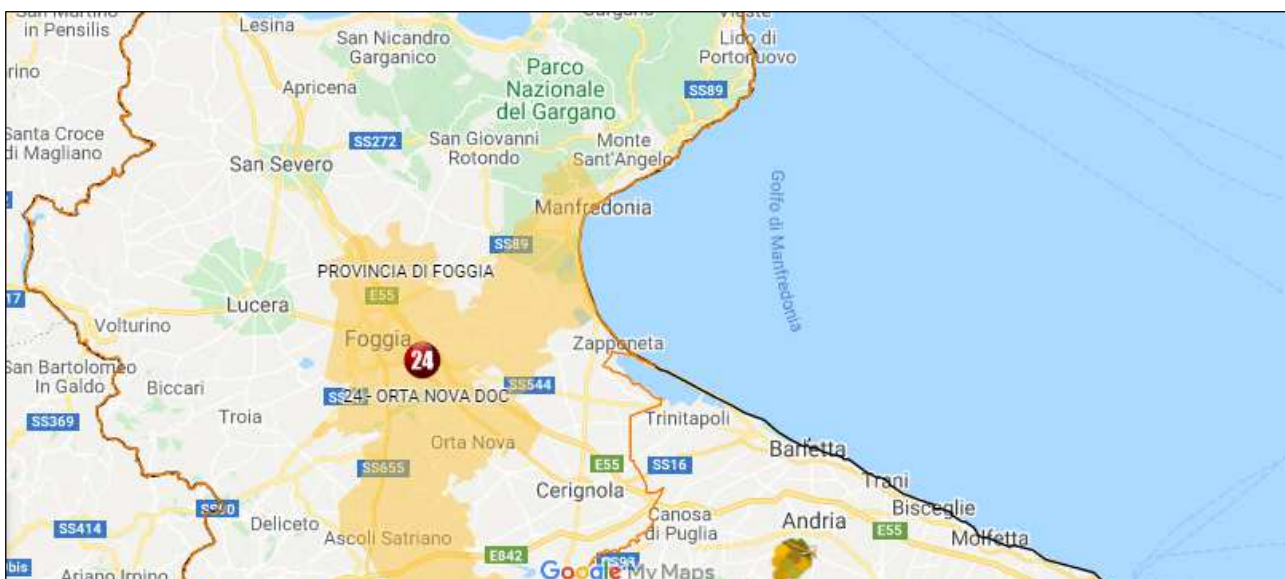 San Martino
in Pensilis
Lesina
San Nicandro
Garganico
Gargano
Vieste
Lido di
Portonuovo
Parco
Nazionale
del Gargano
Apricena
SS89
Santa Croce
di Magliano
SS272
San Giovanni
Rotondo
Monte
Sant'Angelo
San Severo
Manfredonia
Golfo di Manfredonia
SS89
PROVINCIA DI FOGGIA
E55
Lucera
17
Volturino
Foggia
24
Zapponeta
San Bartolomeo
In Galdo
Biccari
SS544
24 - ORTA NOVA DOC
Troia
SS369
Trinitapoli
Orta Nova
Barletta
SS655
E55
SS16
Trani
Cerignola
SS90
Bisceglie
Deliceto
SS414
Canosa
di Puglia
Andria
E55
Molfetta
Ascoli Satriano
E842
Ariano Irpino
Google My Maps